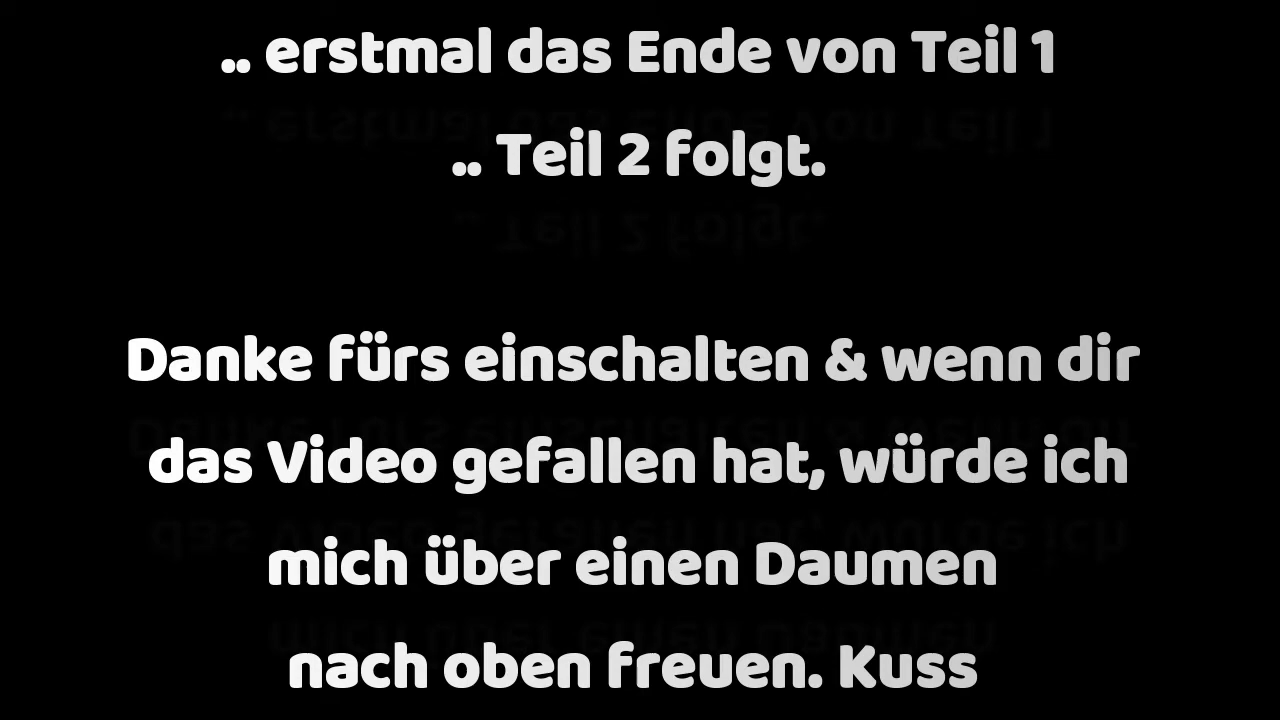 .. erstmal das Ende von Teil 1
.. Teil 2 folgt.
Danke fürs einschalten & wenn dir
das Video gefallen hat, würde ich
mich über einen Daumen
nach oben freuen. Kuss